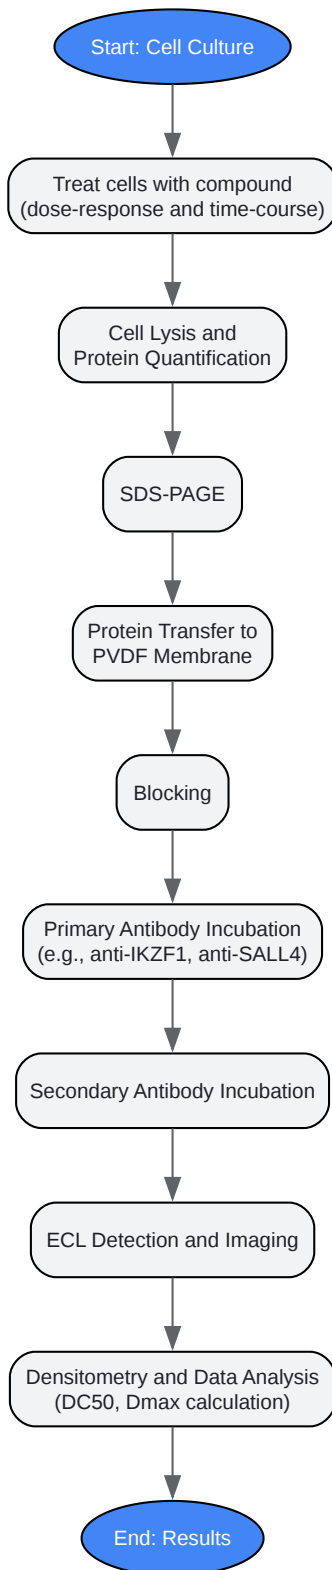 Start: Cell Culture
Treat cells with compound
(dose-response and time-course)
Cell Lysis and
Protein Quantification
SDS-PAGE
Protein Transfer to
PVDF Membrane
Blocking
Primary Antibody Incubation
(e.g., anti-IKZF1, anti-SALL4)
Secondary Antibody Incubation
ECL Detection and Imaging
Densitometry and Data Analysis
(DC50, Dmax calculation)
End: Results